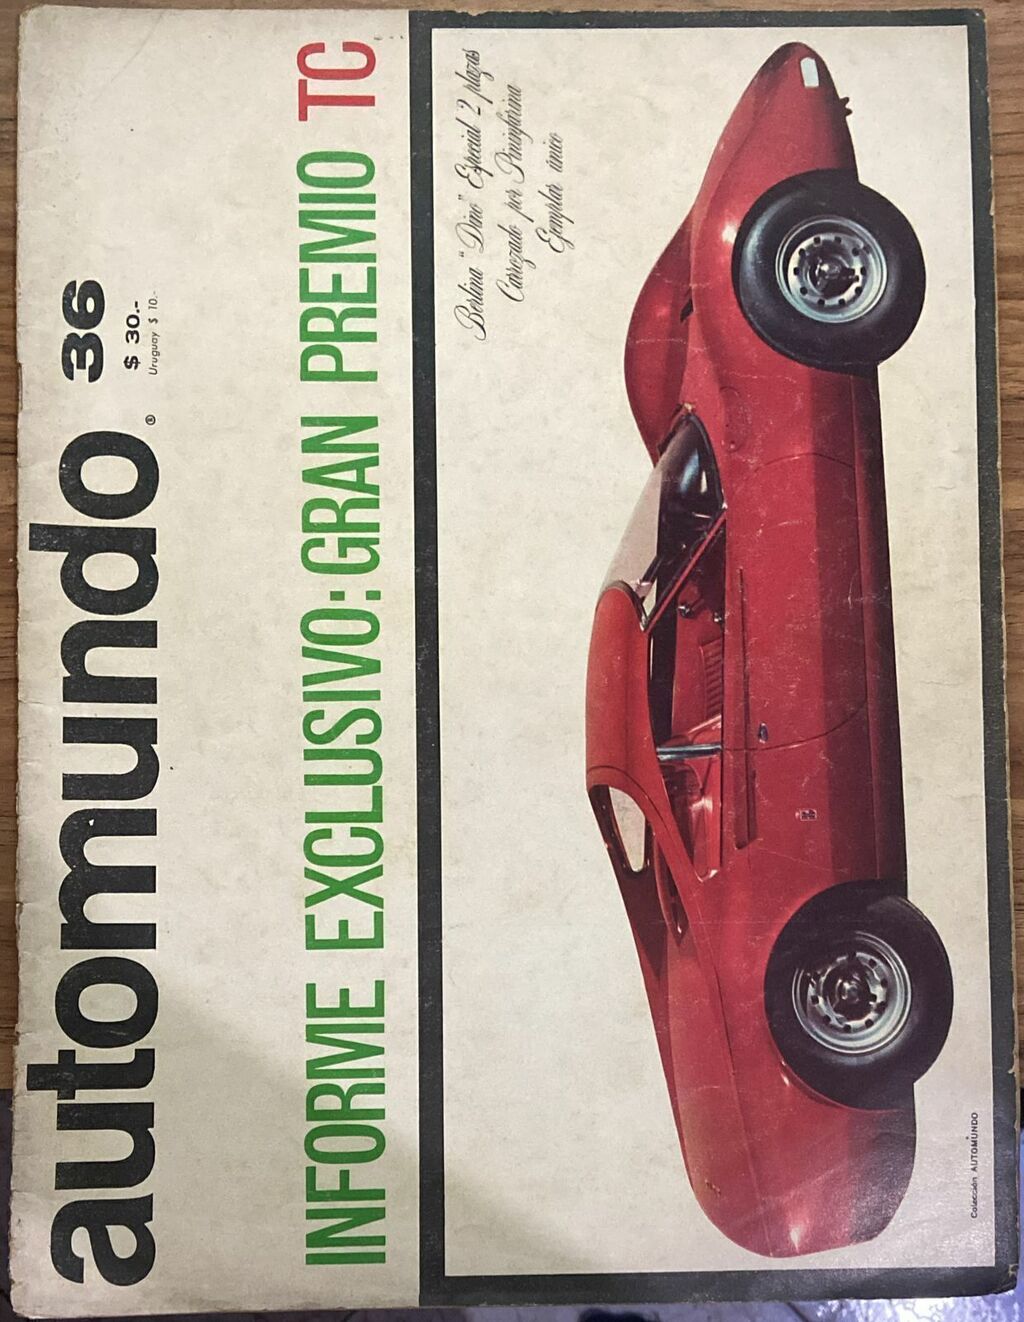 automundo® 36
$ 30.-
Uruguay $ 10.-
INFORME EXCLUSIVO: GRAN PREMIO TC
Berlina "Dino" Especial 2 plazas
Carrozado por Pininfarina
Ejemplar único
Colección AUTOMUNDO